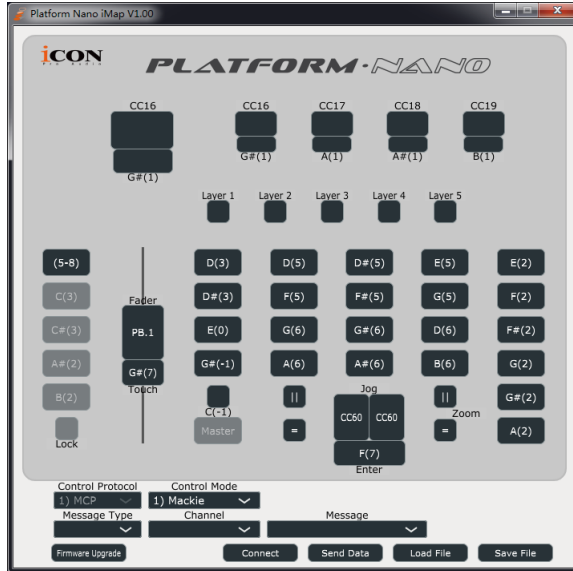 Platform Nano iMap V1.00
icon
PRO AUDIO
PLATFORM·NANO
CC16 CC16 CC17 CC18 CC19
G#(1) G#(1) A(1) A#(1) B(1)
Layer 1 Layer 2 Layer 3 Layer 4 Layer 5
(5-8) D(3) D(5) D#(5) E(5) E(2)
C(3) Fader D#(3) F(5) F#(5) G(5) F(2)
C#(3) PB.1 E(0) G(6) G#(6) D(6) F#(2)
A#(2) G#(7) G#(-1) A(6) A#(6) B(6) G(2)
Touch Jog
B(2) C(-1) || CC60 CC60 || G#(2)
Zoom
Lock Master = F(7) = A(2)
Enter
Control Protocol Control Mode
1) MCP 1) Mackie
Message Type Channel Message
Firmware Upgrade Connect Send Data Load File Save File